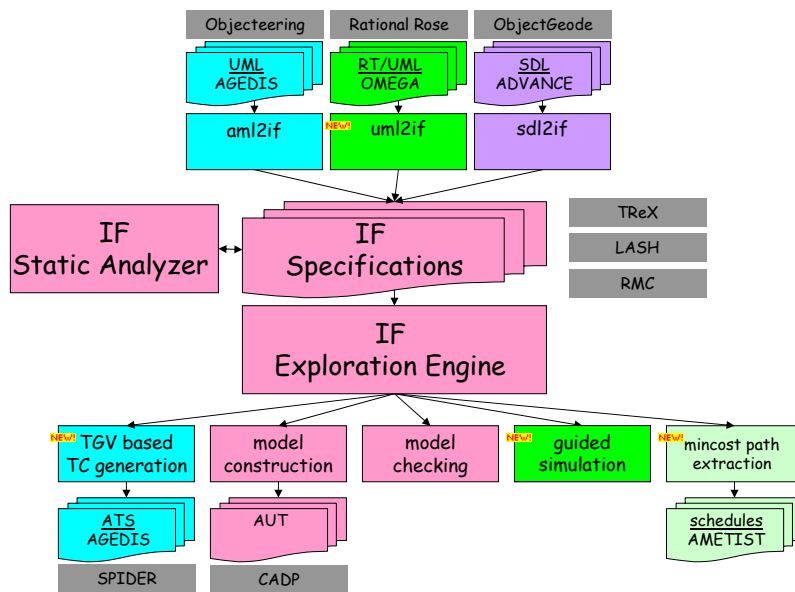 Objecteering
Rational Rose
ObjectGeode
UML
AGEDIS
RT/UML
OMEGA
SDL
ADVANCE
aml2if
NEW!
uml2if
sdl2if
IF
Static Analyzer
IF
Specifications
TReX
LASH
RMC
IF
Exploration Engine
NEW!
TGV based
TC generation
model
construction
model
checking
NEW!
guided
simulation
NEW!
mincost path
extraction
ATS
AGEDIS
AUT
schedules
AMETIST
SPIDER
CADP